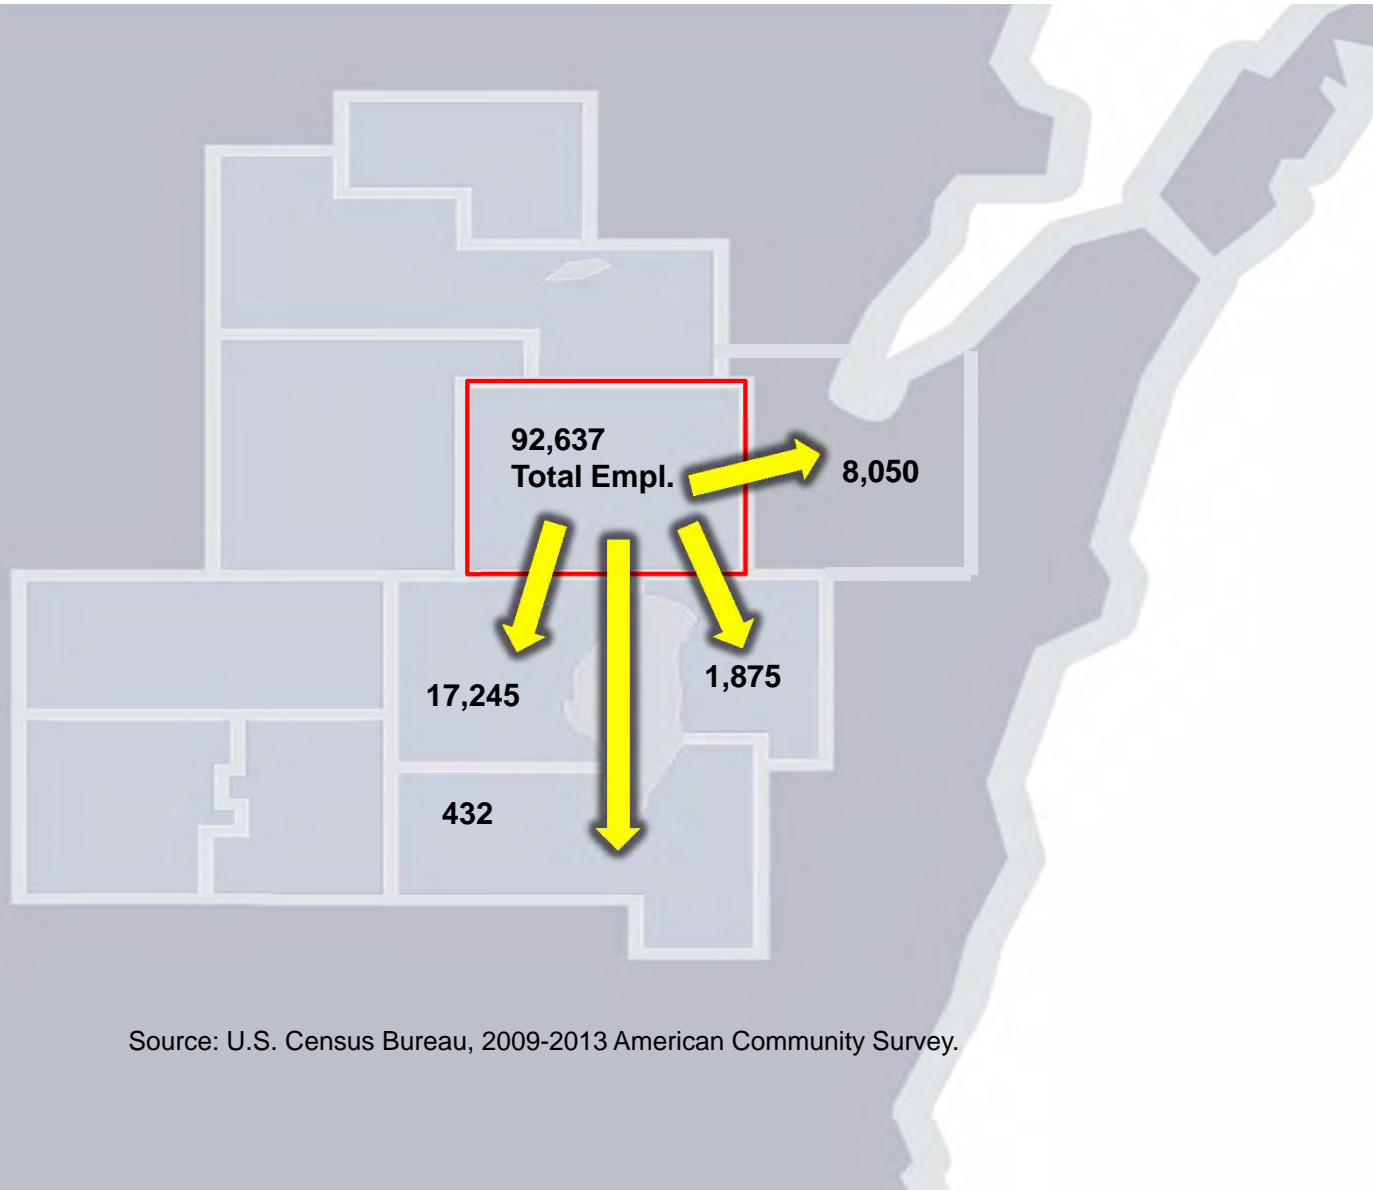 92,637
Total Empl.
8,050
17,245
1,875
432
Source: U.S. Census Bureau, 2009-2013 American Community Survey.